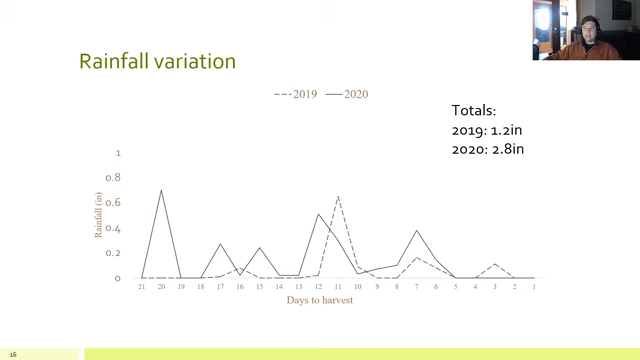 Rainfall variation
2019 2020
Totals:
2019: 1.2in
2020: 2.8in
1
0.8
0.6
0.4
0.2
0
Rainfall (in)
21 20 19 18 17 16 15 14 13 12 11 10 9 8 7 6 5 4 3 2 1
Days to harvest
16